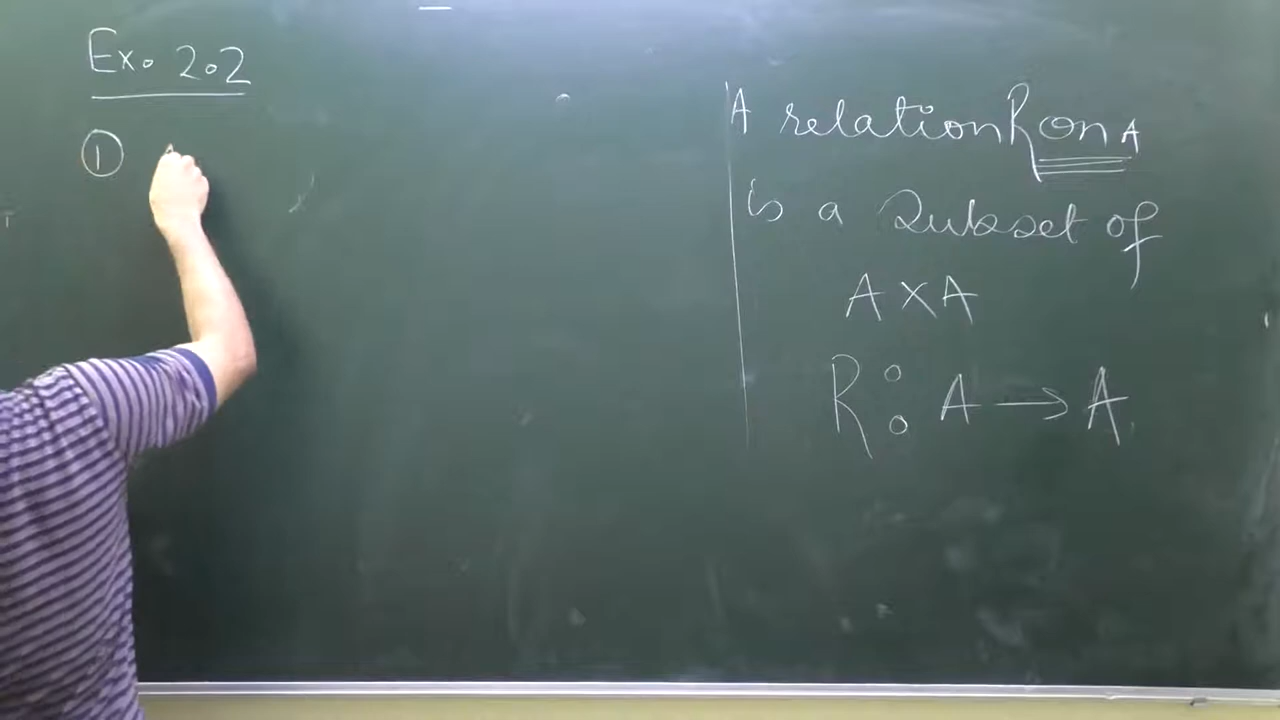 Ex. 2.2
①
A relation R on A
is a subset of
A × A
R : A → A